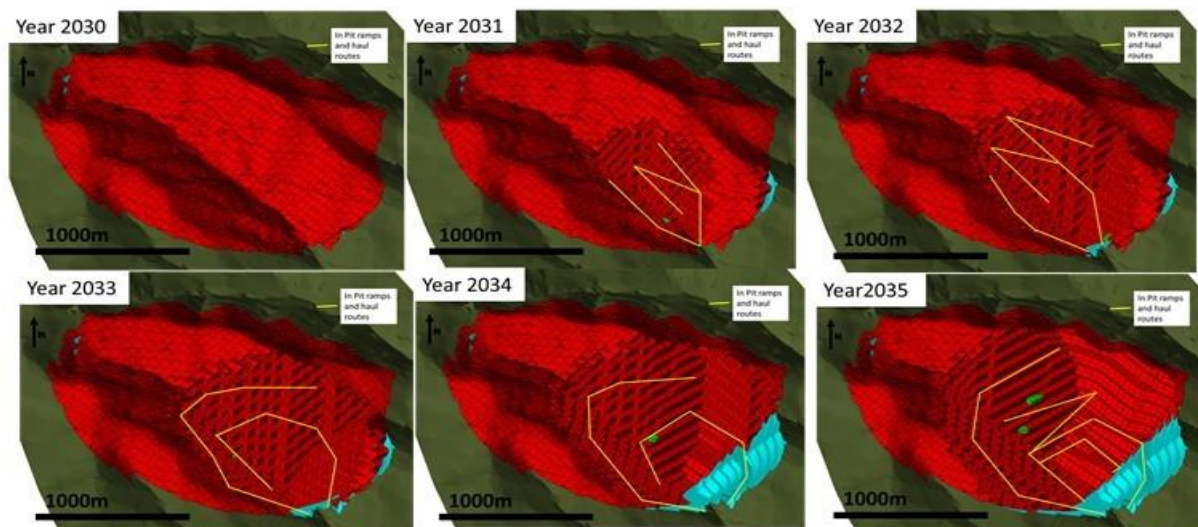 Year 2030
In Pit ramps
and haul
routes
N
1000m
Year 2031
In Pit ramps
and haul
routes
N
1000m
Year 2032
In Pit ramps
and haul
routes
N
1000m
Year 2033
In Pit ramps
and haul
routes
N
1000m
Year 2034
In Pit ramps
and haul
routes
N
1000m
Year2035
In Pit ramps
and haul
routes
N
1000m